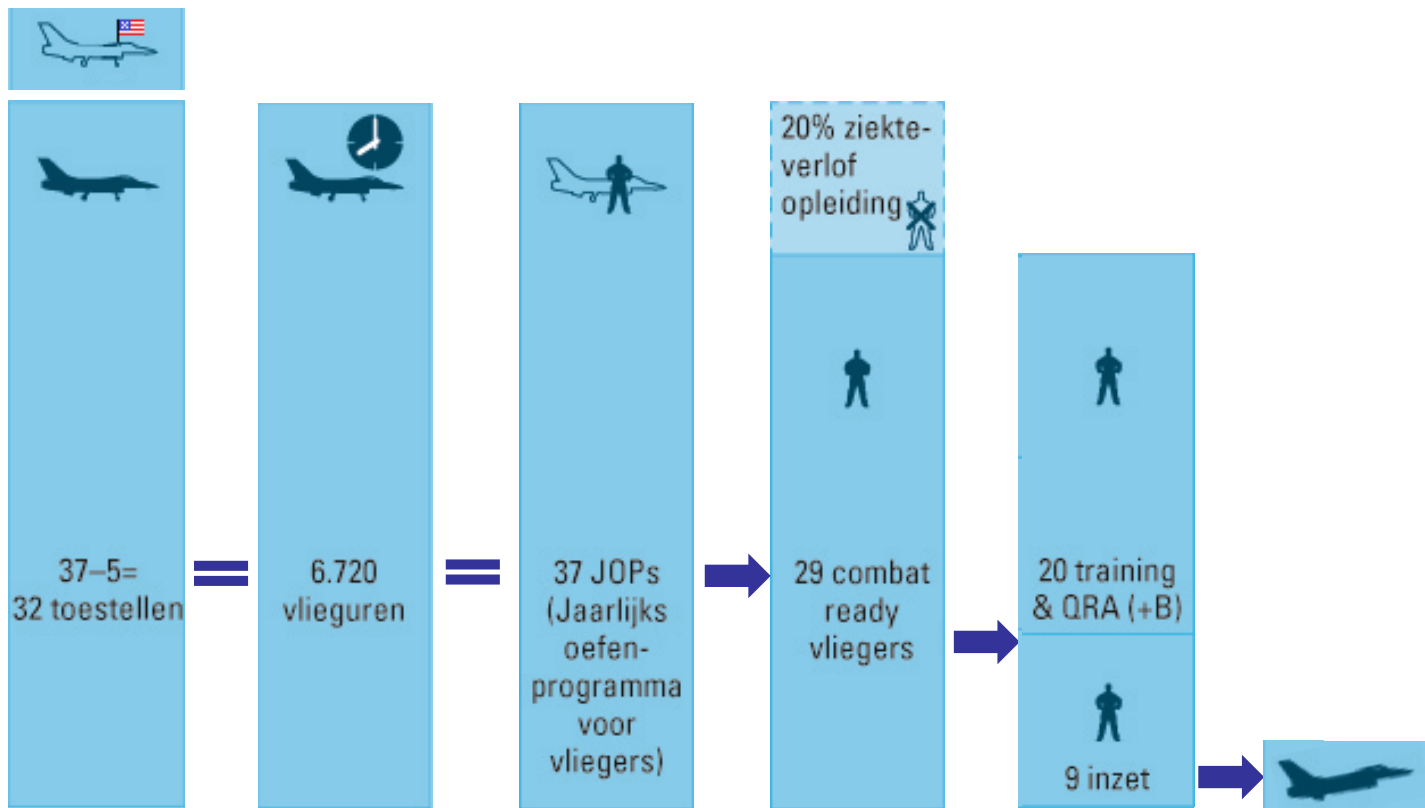 37–5=
32 toestellen
6.720
vlieguren
37 JOPs
(Jaarlijks
oefen-
programma
voor
vliegers)
20% ziekte-
verlof
opleiding
29 combat
ready
vliegers
20 training
& QRA (+B)
9 inzet